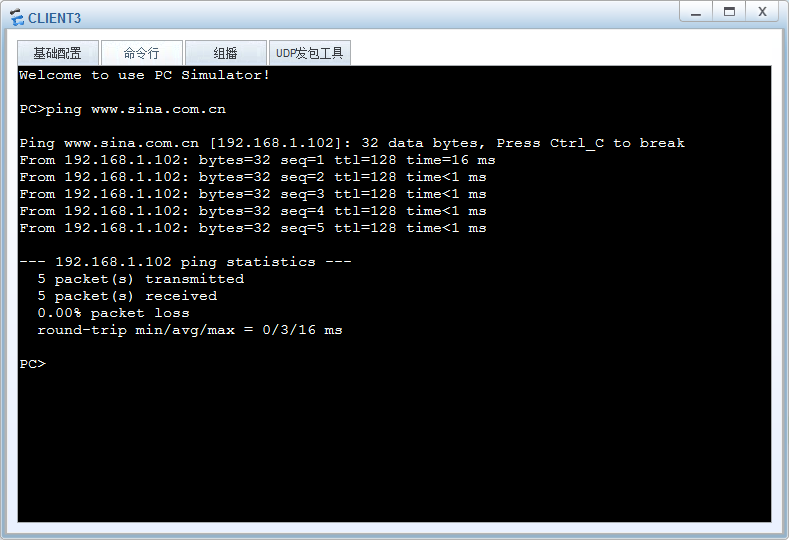 CLIENT3
基础配置 命令行 组播 UDP发包工具
Welcome to use PC Simulator!
PC>ping www.sina.com.cn
Ping www.sina.com.cn [192.168.1.102]: 32 data bytes, Press Ctrl_C to break
From 192.168.1.102: bytes=32 seq=1 ttl=128 time=16 ms
From 192.168.1.102: bytes=32 seq=2 ttl=128 time<1 ms
From 192.168.1.102: bytes=32 seq=3 ttl=128 time<1 ms
From 192.168.1.102: bytes=32 seq=4 ttl=128 time<1 ms
From 192.168.1.102: bytes=32 seq=5 ttl=128 time<1 ms
--- 192.168.1.102 ping statistics ---
5 packet(s) transmitted
5 packet(s) received
0.00% packet loss
round-trip min/avg/max = 0/3/16 ms
PC>